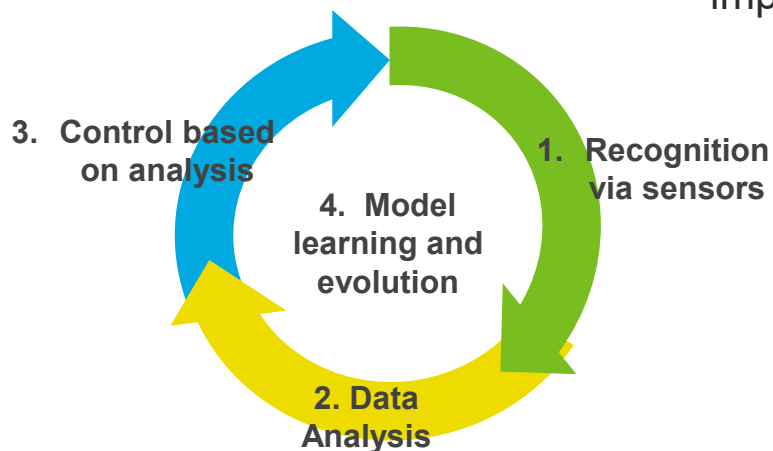 3. Control based
on analysis
1. Recognition
via sensors
4. Model
learning and
evolution
2. Data
Analysis